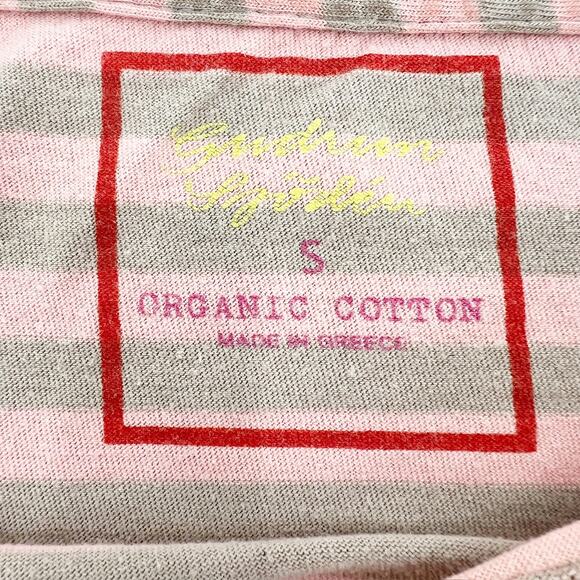 Gudrun
Sjödén
S
ORGANIC COTTON
MADE IN GREECE